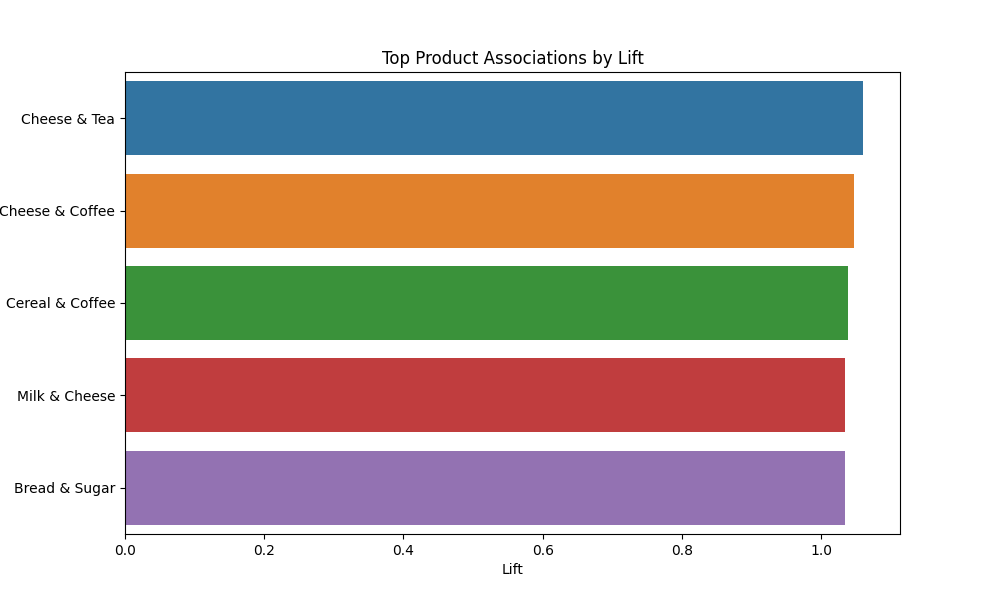 Top Product Associations by Lift
Cheese & Tea
Cheese & Coffee
Cereal & Coffee
Milk & Cheese
Bread & Sugar
0.0 0.2 0.4 0.6 0.8 1.0
Lift